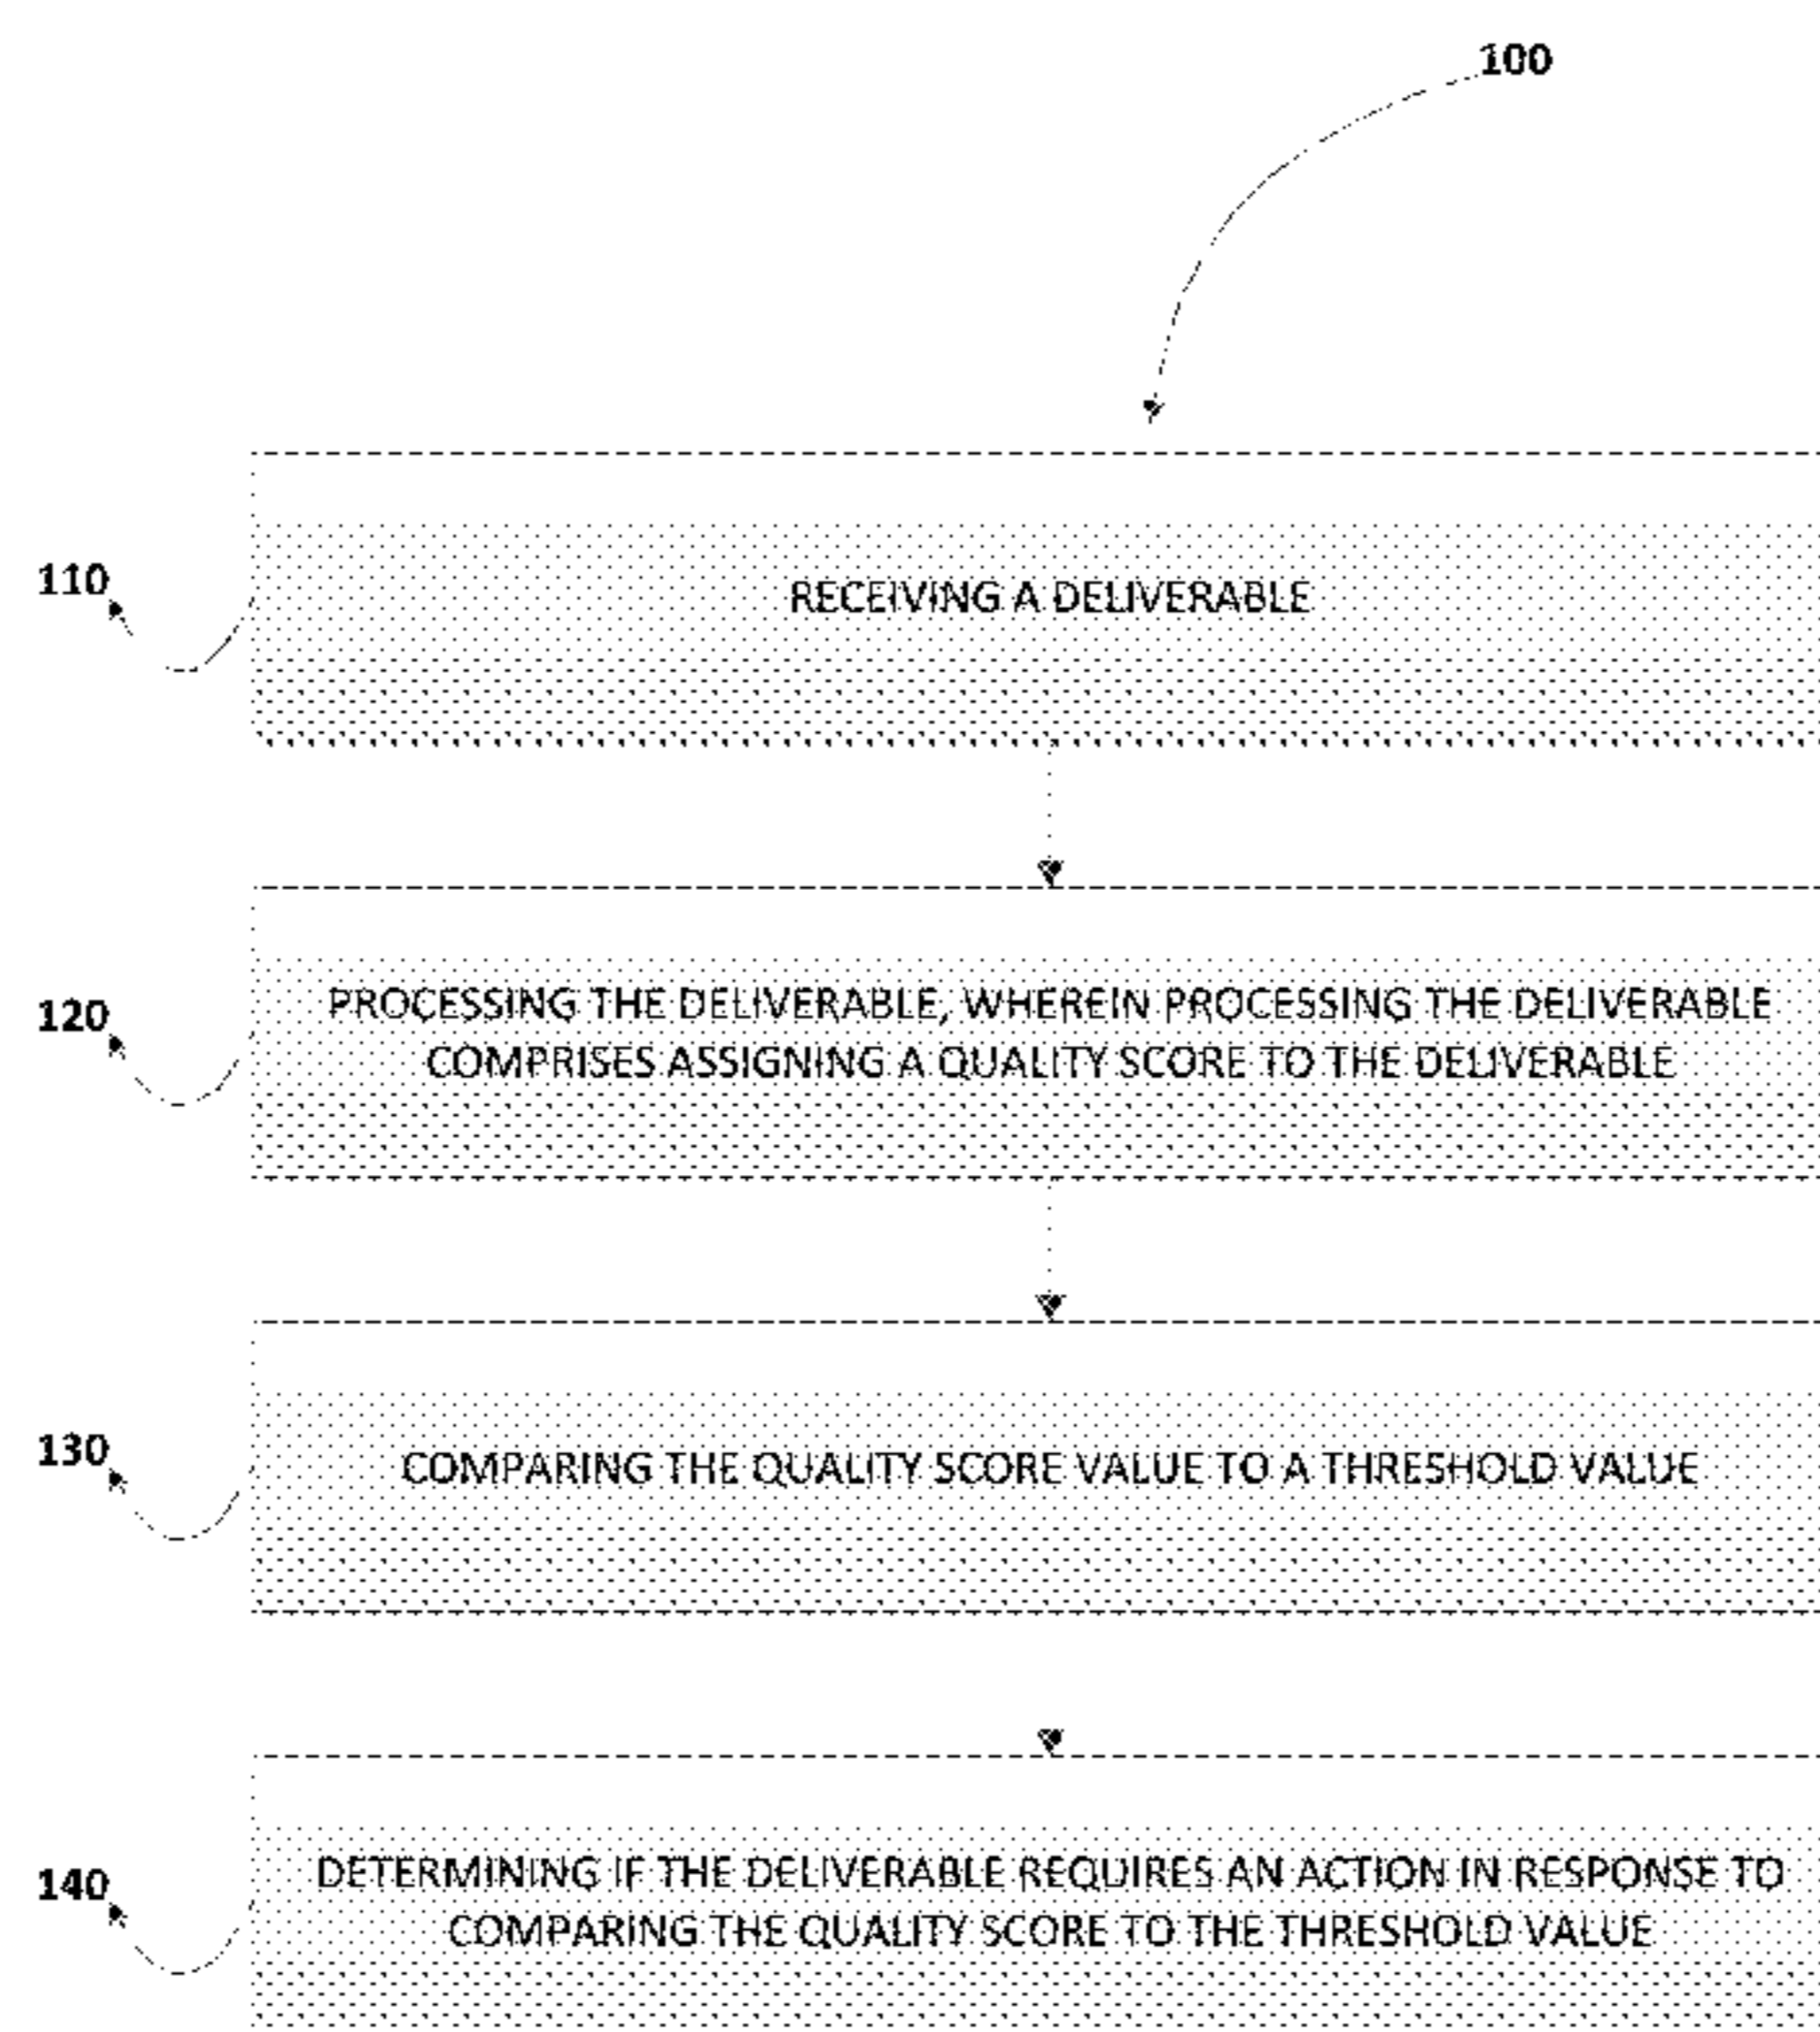 100
110
RECEIVING A DELIVERABLE
120
PROCESSING THE DELIVERABLE, WHEREIN PROCESSING THE DELIVERABLE
COMPRISES ASSIGNING A QUALITY SCORE TO THE DELIVERABLE
130
COMPARING THE QUALITY SCORE VALUE TO A THRESHOLD VALUE
140
DETERMINING IF THE DELIVERABLE REQUIRES AN ACTION IN RESPONSE TO
COMPARING THE QUALITY SCORE TO THE THRESHOLD VALUE